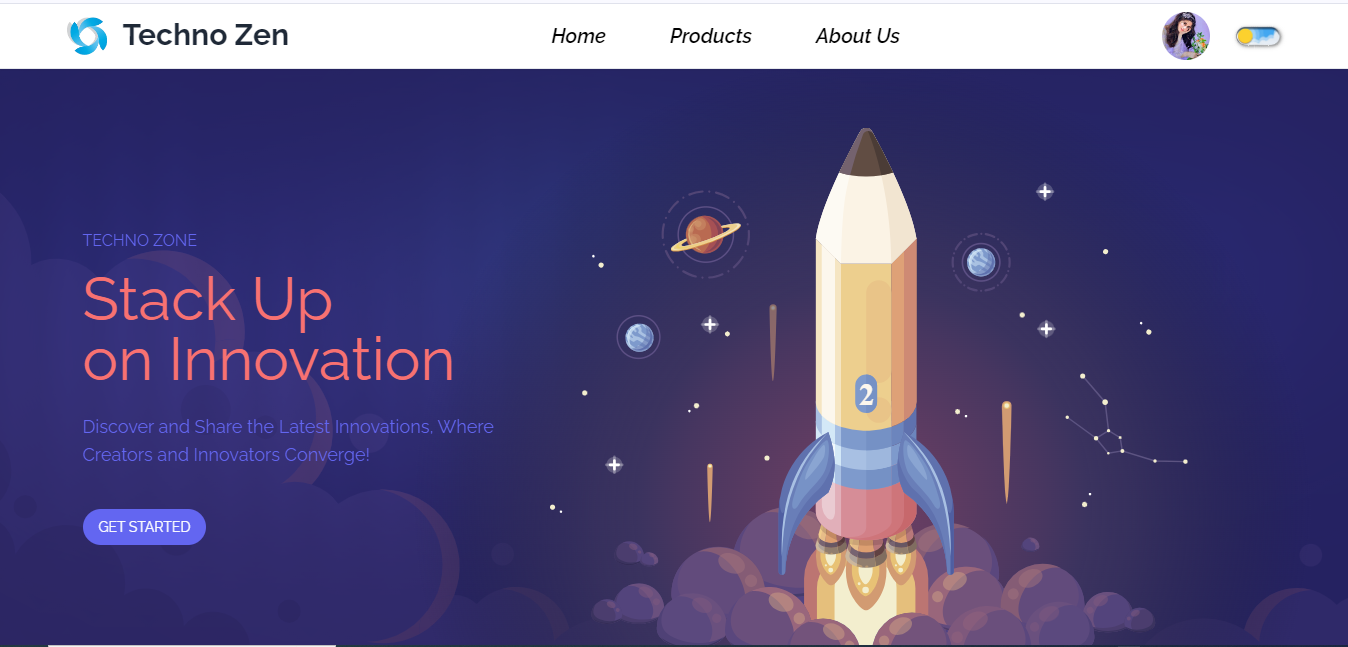 Techno Zen
Home
Products
About Us
TECHNO ZONE
Stack Up
on Innovation
Discover and Share the Latest Innovations, Where
Creators and Innovators Converge!
GET STARTED
2